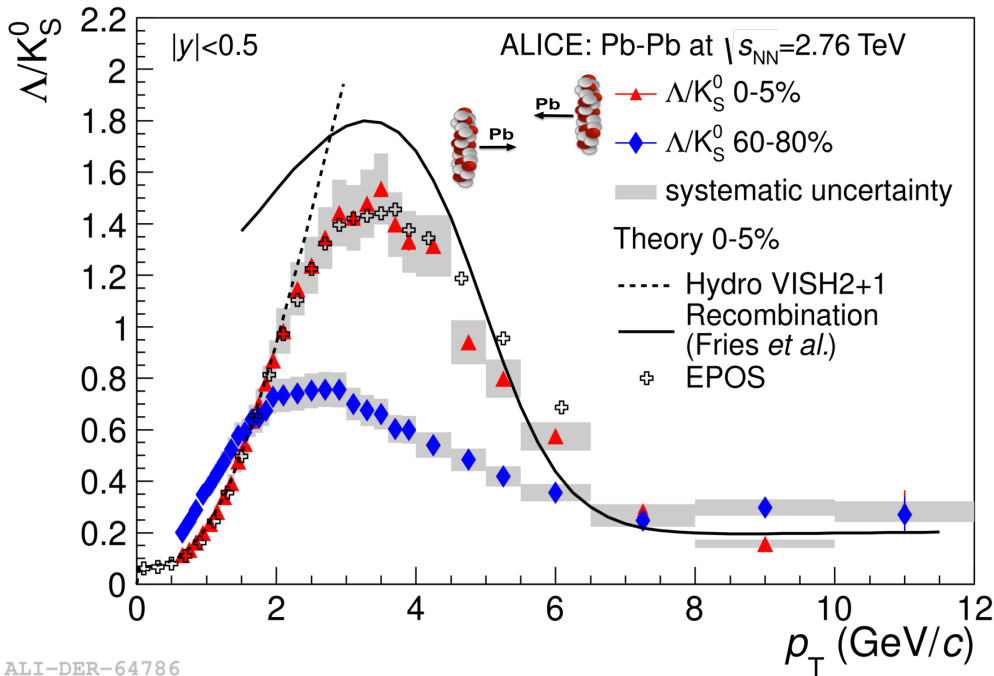 Λ/K⁰S
2.2
2
1.8
1.6
1.4
1.2
1
0.8
0.6
0.4
0.2
0
|y|<0.5
ALICE: Pb-Pb at √sNN=2.76 TeV
Λ/K⁰S 0-5%
Λ/K⁰S 60-80%
systematic uncertainty
Theory 0-5%
Hydro VISH2+1
Recombination
(Fries et al.)
EPOS
Pb
Pb
0
2
4
6
8
10
12
pT (GeV/c)
ALI-DER-64786